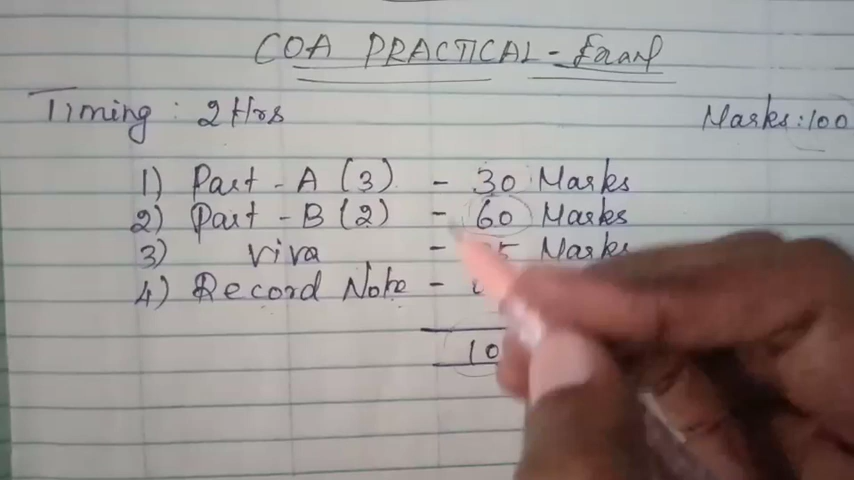 COA PRACTICAL - Exam
Timing : 2 Hrs
Marks : 100
1) Part - A (3) - 30 Marks
2) Part - B (2) - 60 Marks
3) viva - Marks
4) Record Note -